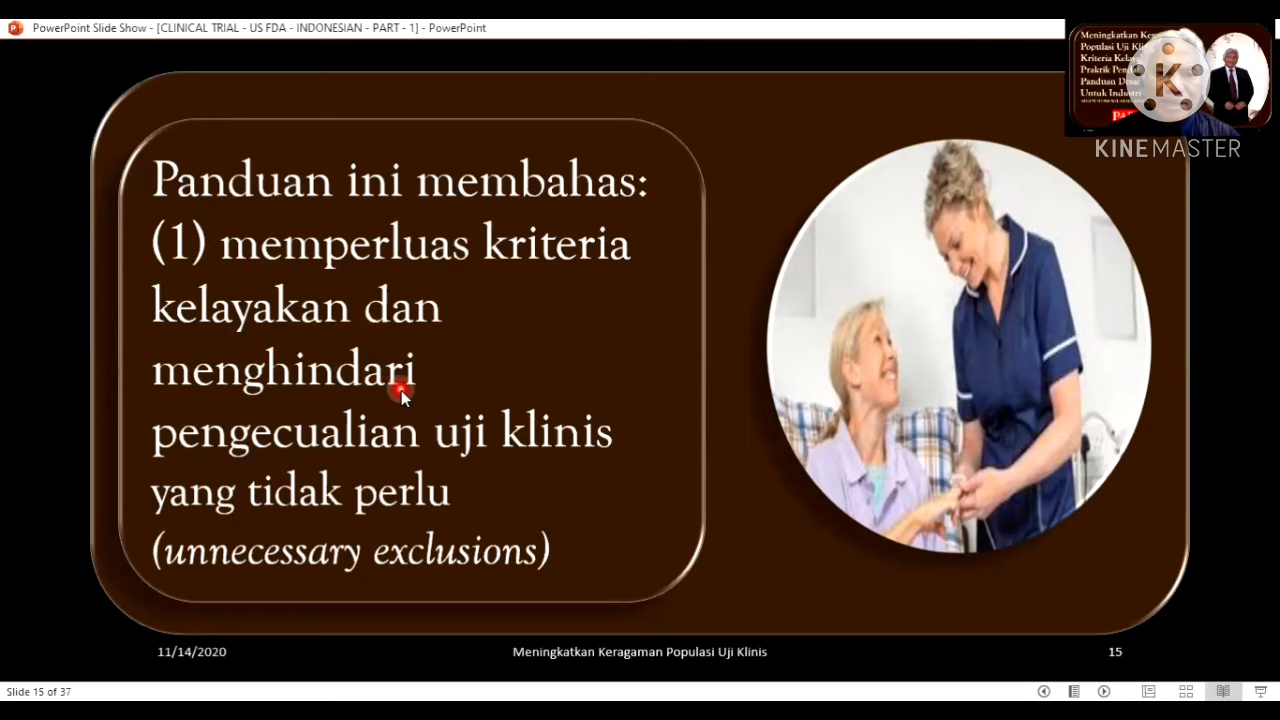 PowerPoint Slide Show - [CLINICAL TRIAL - US FDA - INDONESIAN - PART - 1] - PowerPoint
Meningkatkan
Populasi Uji
Kriteria
Panduan
Untuk Industri
K
KINEMASTER
Panduan ini membahas:
(1) memperluas kriteria
kelayakan dan
menghindari
pengecualian uji klinis
yang tidak perlu
(unnecessary exclusions)
11/14/2020
Meningkatkan Keragaman Populasi Uji Klinis
15
Slide 15 of 37